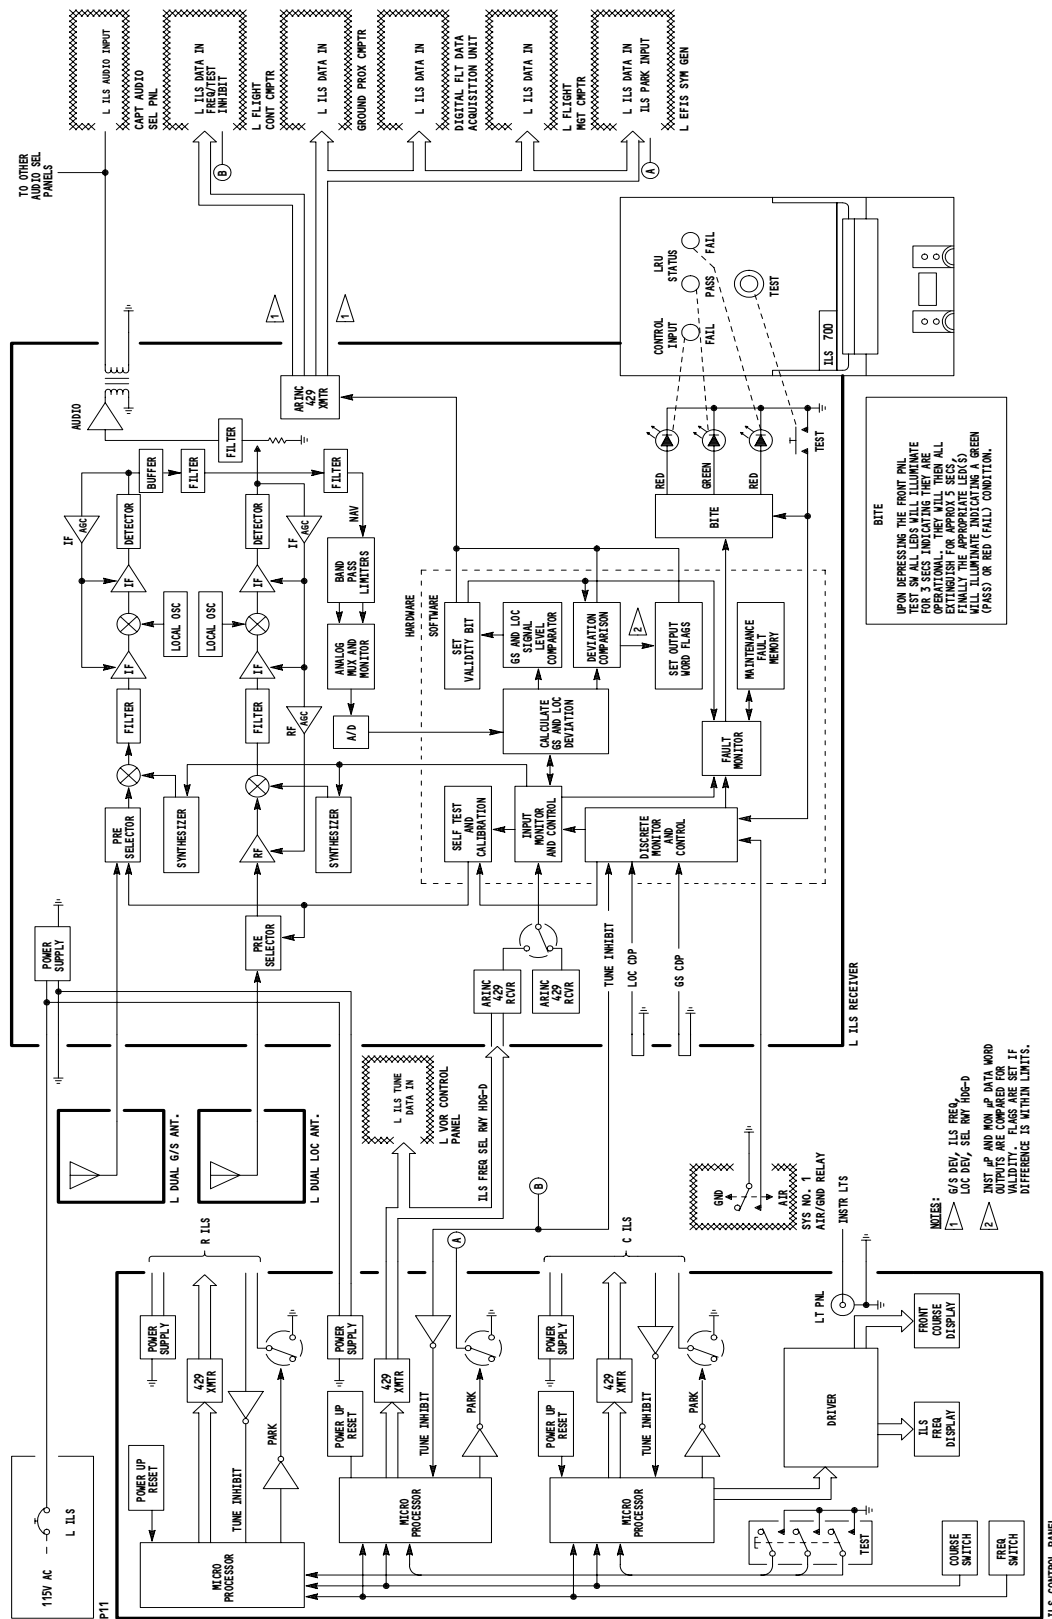 115V AC
L ILS
P11
POWER UP
RESET
POWER
SUPPLY
429
XMTR
R ILS
MICRO
PROCESSOR
TUNE INHIBIT
PARK
POWER UP
RESET
POWER
SUPPLY
429
XMTR
MICRO
PROCESSOR
TUNE INHIBIT
PARK
A
B
POWER UP
RESET
POWER
SUPPLY
429
XMTR
C ILS
MICRO
PROCESSOR
TUNE INHIBIT
PARK
TEST
DRIVER
LT PNL
INSTR LTS
ILS
FREQ
DISPLAY
FRONT
COURSE
DISPLAY
COURSE
SWITCH
FREQ
SWITCH
ILS CONTROL PANEL
L DUAL G/S ANT.
L DUAL LOC ANT.
L ILS TUNE
DATA IN
L VOR CONTROL
PANEL
ILS FREQ SEL RWY HDG-D
GND
AIR
SYS NO. 1
AIR/GND RELAY
NOTES:
1
G/S DEV, ILS FREQ,
LOC DEV, SEL RWY HDG-D
2
INST µP AND MON µP DATA WORD
OUTPUTS ARE COMPARED FOR
VALIDITY. FLAGS ARE SET IF
DIFFERENCE IS WITHIN LIMITS.
POWER
SUPPLY
PRE
SELECTOR
SYNTHESIZER
FILTER
IF
LOCAL OSC
IF
DETECTOR
IF
AGC
BUFFER
FILTER
AUDIO
PRE
SELECTOR
RF
SYNTHESIZER
FILTER
IF
LOCAL OSC
IF
DETECTOR
FILTER
IF
AGC
RF
AGC
FILTER
NAV
BAND
PASS
LIMITERS
ANALOG
MUX AND
MONITOR
A/D
ARINC
429
XMTR
1
1
ARINC
429
RCVR
ARINC
429
RCVR
TUNE INHIBIT
LOC CDP
GS CDP
HARDWARE
SOFTWARE
SELF TEST
AND
CALIBRATION
INPUT
MONITOR
AND CONTROL
DISCRETE
MONITOR
AND
CONTROL
CALCULATE
GS AND LOC
DEVIATION
SET
VALIDITY BIT
GS AND LOC
SIGNAL
LEVEL
COMPARATOR
DEVIATION
COMPARISON
2
SET OUTPUT
WORD FLAGS
FAULT
MONITOR
MAINTENANCE
FAULT
MEMORY
BITE
RED
GREEN
RED
TEST
L ILS RECEIVER
TO OTHER
AUDIO SEL
PANELS
L ILS AUDIO INPUT
CAPT AUDIO
SEL PNL
L ILS DATA IN
FREQ/TEST
INHIBIT
B
L FLIGHT
CONT CMPTR
L ILS DATA IN
GROUND PROX CMPTR
L ILS DATA IN
DIGITAL FLT DATA
ACQUISITION UNIT
L ILS DATA IN
L FLIGHT
MGT CMPTR
L ILS DATA IN
ILS PARK INPUT
A
L EFIS SYM GEN
CONTROL
INPUT
FAIL
LRU
STATUS
PASS
FAIL
TEST
ILS 700
BITE
UPON DEPRESSING THE FRONT PNL
TEST SW ALL LEDS WILL ILLUMINATE
FOR 3 SECS INDICATING THEY ARE
OPERATIONAL. THEY WILL THEN ALL
EXTINGUISH FOR APPROX 5 SECS,
FINALLY THE APPROPRIATE LED(S)
WILL ILLUMINATE INDICATING A GREEN
(PASS) OR RED (FAIL) CONDITION.